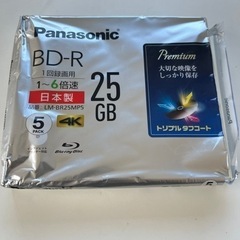 Panasonic
BD-R
1回録画用
1～6倍速
日本製
品番 LM-BR25MP5
25
GB
5
PACK
4K
Blu-ray Disc
Premium
大切な映像を
しっかり保存
トリプルタフコート